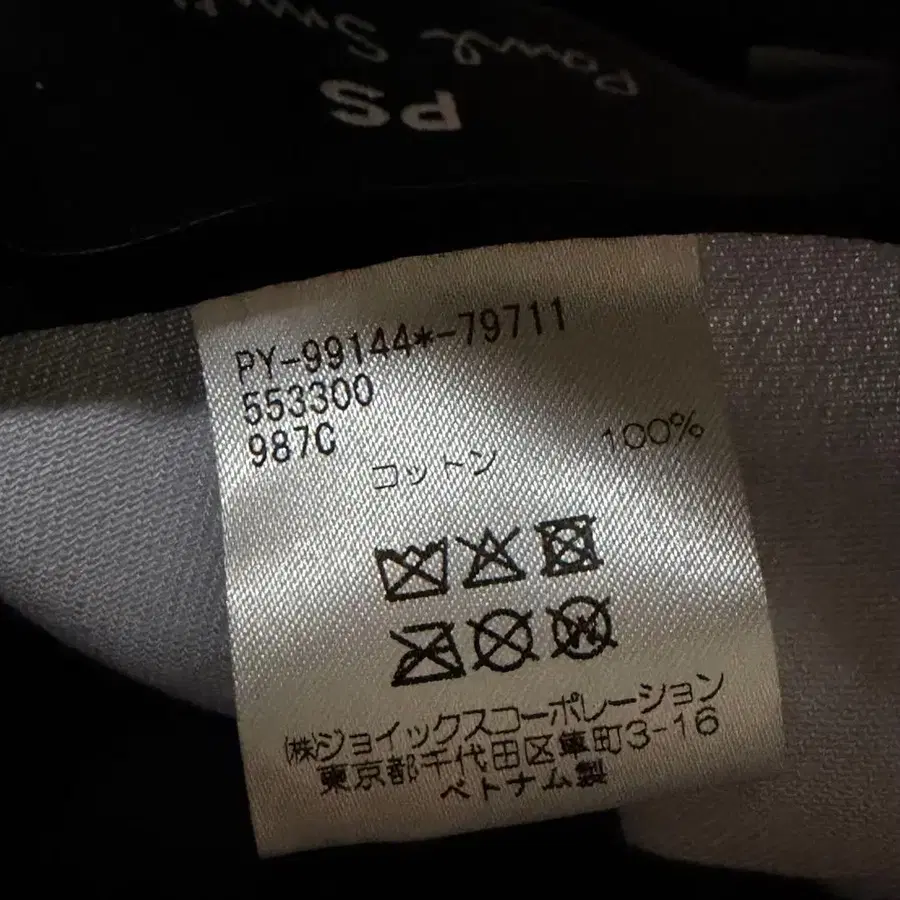 Paul
PS
PY-99144*-79711
553300
987C
コットン 100%
(株)ジョイックスコーポレーション
東京都千代田区隼町3-16
ベトナム製